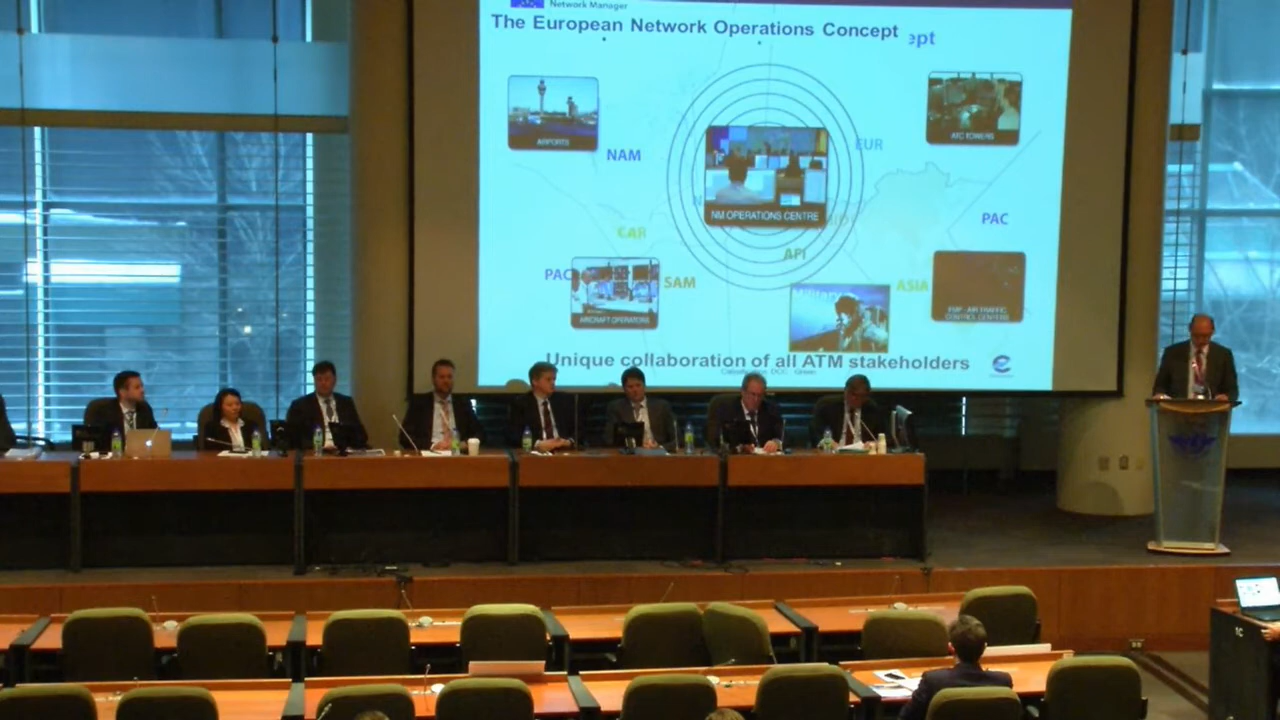 Network Manager
The European Network Operations Concept
ept
AIRPORTS
ATC TOWERS
NAM
EUR
NM OPERATIONS CENTRE
PAC
CAR
API
PAC
SAM
ASIA
AIRCRAFT OPERATORS
Unique collaboration of all ATM stakeholders